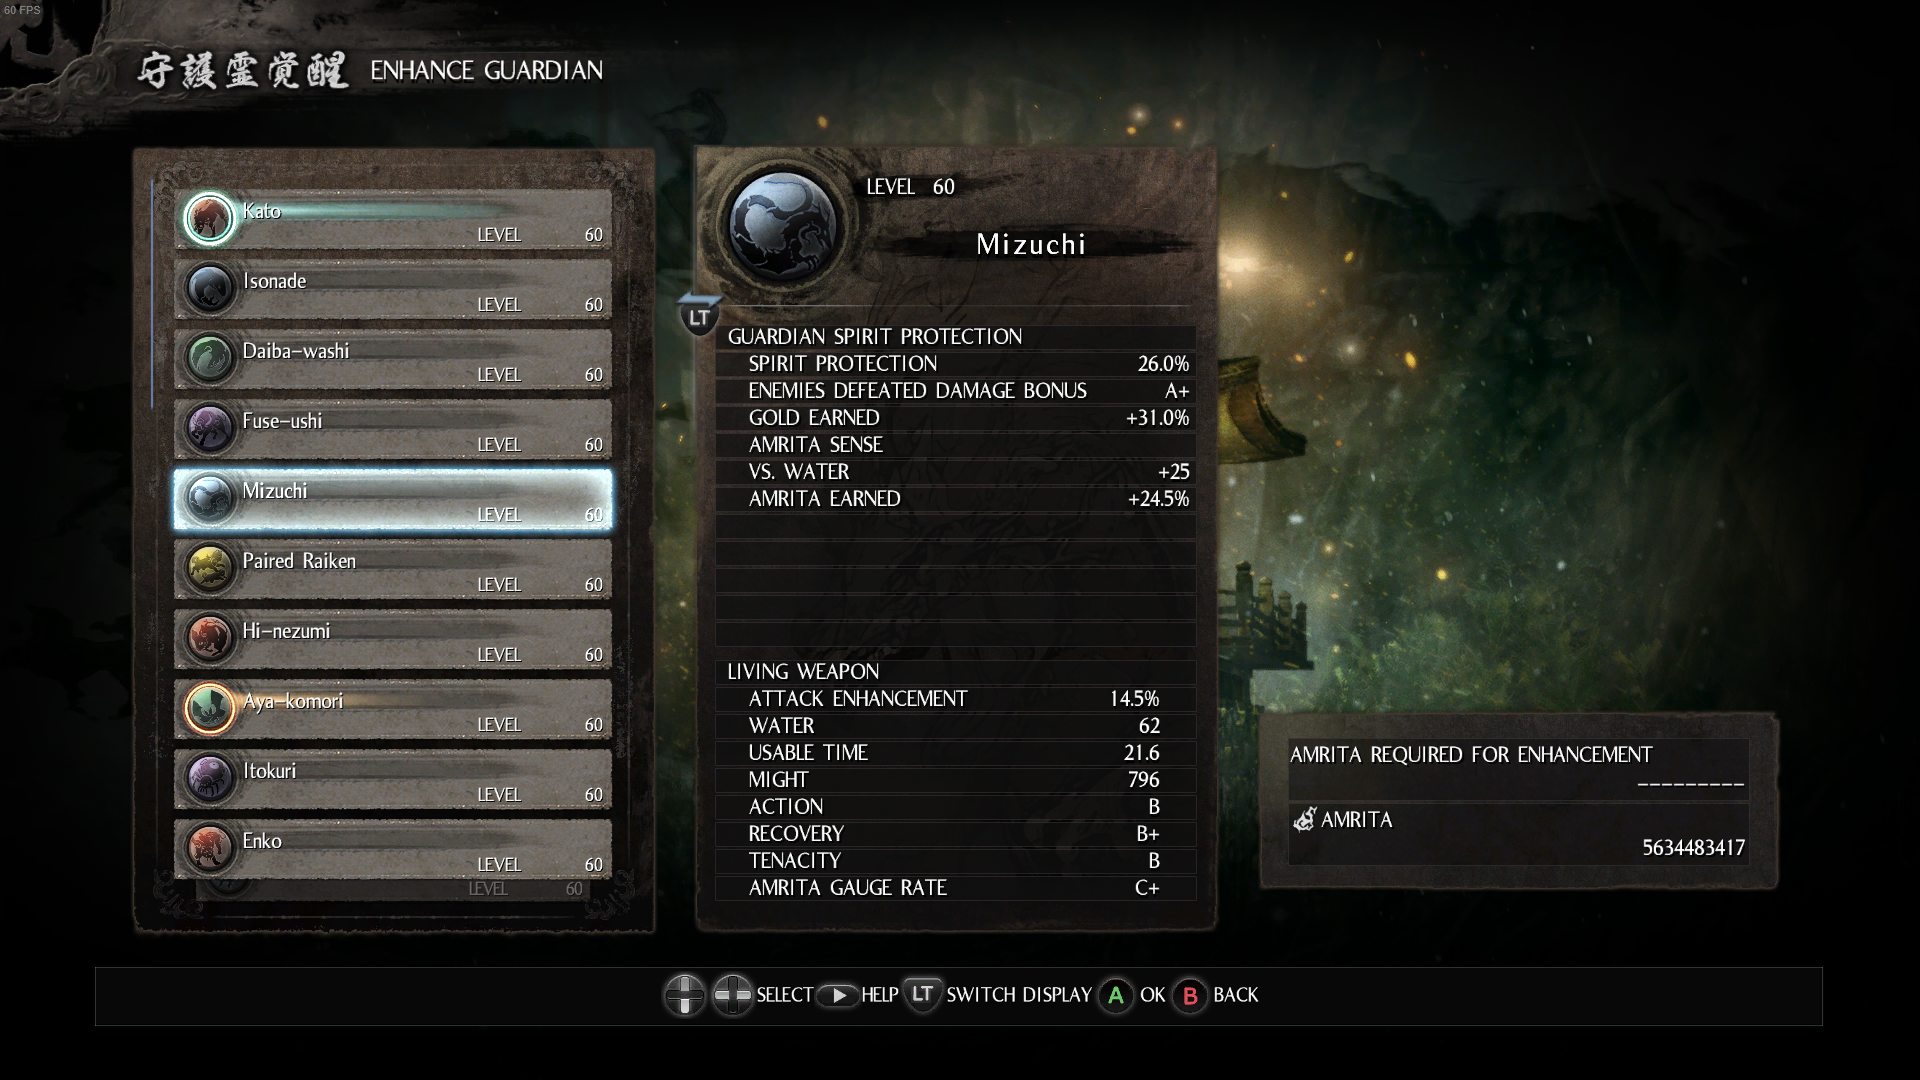 60 FPS
守護霊覚醒 ENHANCE GUARDIAN
Kato
LEVEL 60
Isonade
LEVEL 60
Daiba-washi
LEVEL 60
Fuse-ushi
LEVEL 60
Mizuchi
LEVEL 60
Paired Raiken
LEVEL 60
Hi-nezumi
LEVEL 60
Aya-komori
LEVEL 60
Itokuri
LEVEL 60
Enko
LEVEL 60
LEVEL 60
LEVEL 60
Mizuchi
LT
GUARDIAN SPIRIT PROTECTION
SPIRIT PROTECTION 26.0%
ENEMIES DEFEATED DAMAGE BONUS A+
GOLD EARNED +31.0%
AMRITA SENSE
VS. WATER +25
AMRITA EARNED +24.5%
LIVING WEAPON
ATTACK ENHANCEMENT 14.5%
WATER 62
USABLE TIME 21.6
MIGHT 796
ACTION B
RECOVERY B+
TENACITY B
AMRITA GAUGE RATE C+
AMRITA REQUIRED FOR ENHANCEMENT
---------
AMRITA
5634483417
SELECT HELP LT SWITCH DISPLAY A OK B BACK